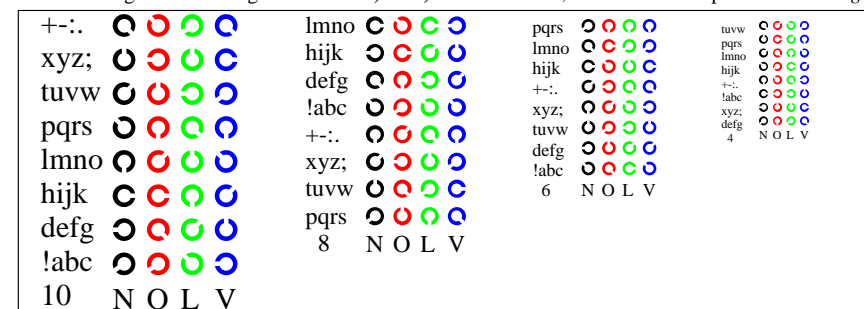 +-:.
xyz;
tuvw
pqrs
lmno
hijk
defg
!abc
10 N O L V
lmno
hijk
defg
!abc
+-:.
xyz;
tuvw
pqrs
8 N O L V
pqrs
lmno
hijk
+-:.
xyz;
tuvw
defg
!abc
6 N O L V
tuvw
pqrs
lmno
hijk
+-:.
!abc
xyz;
defg
4 N O L V